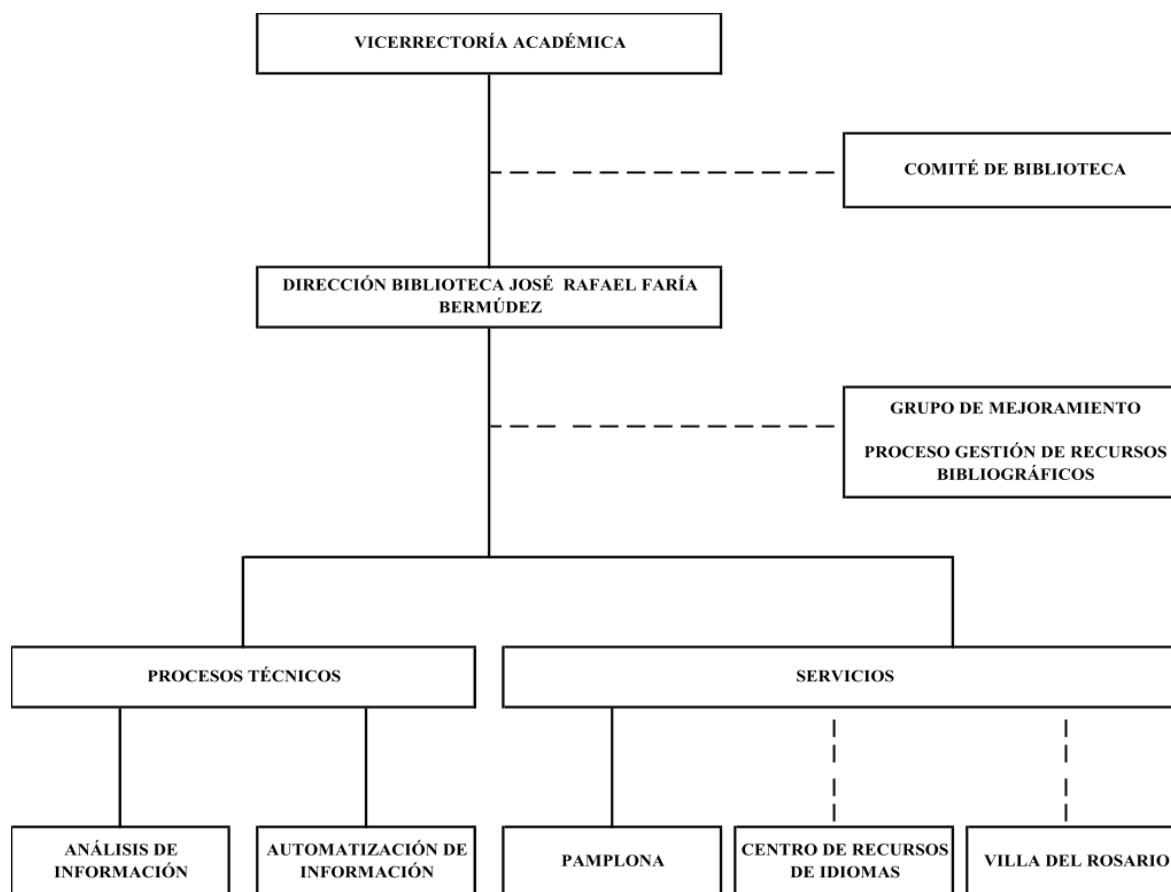 VICERRECTORÍA ACADÉMICA
COMITÉ DE BIBLIOTECA
DIRECCIÓN BIBLIOTECA JOSÉ RAFAEL FARÍA
BERMÚDEZ
GRUPO DE MEJORAMIENTO
PROCESO GESTIÓN DE RECURSOS
BIBLIOGRÁFICOS
PROCESOS TÉCNICOS
SERVICIOS
ANÁLISIS DE
INFORMACIÓN
AUTOMATIZACIÓN DE
INFORMACIÓN
PAMPLONA
CENTRO DE RECURSOS
DE IDIOMAS
VILLA DEL ROSARIO